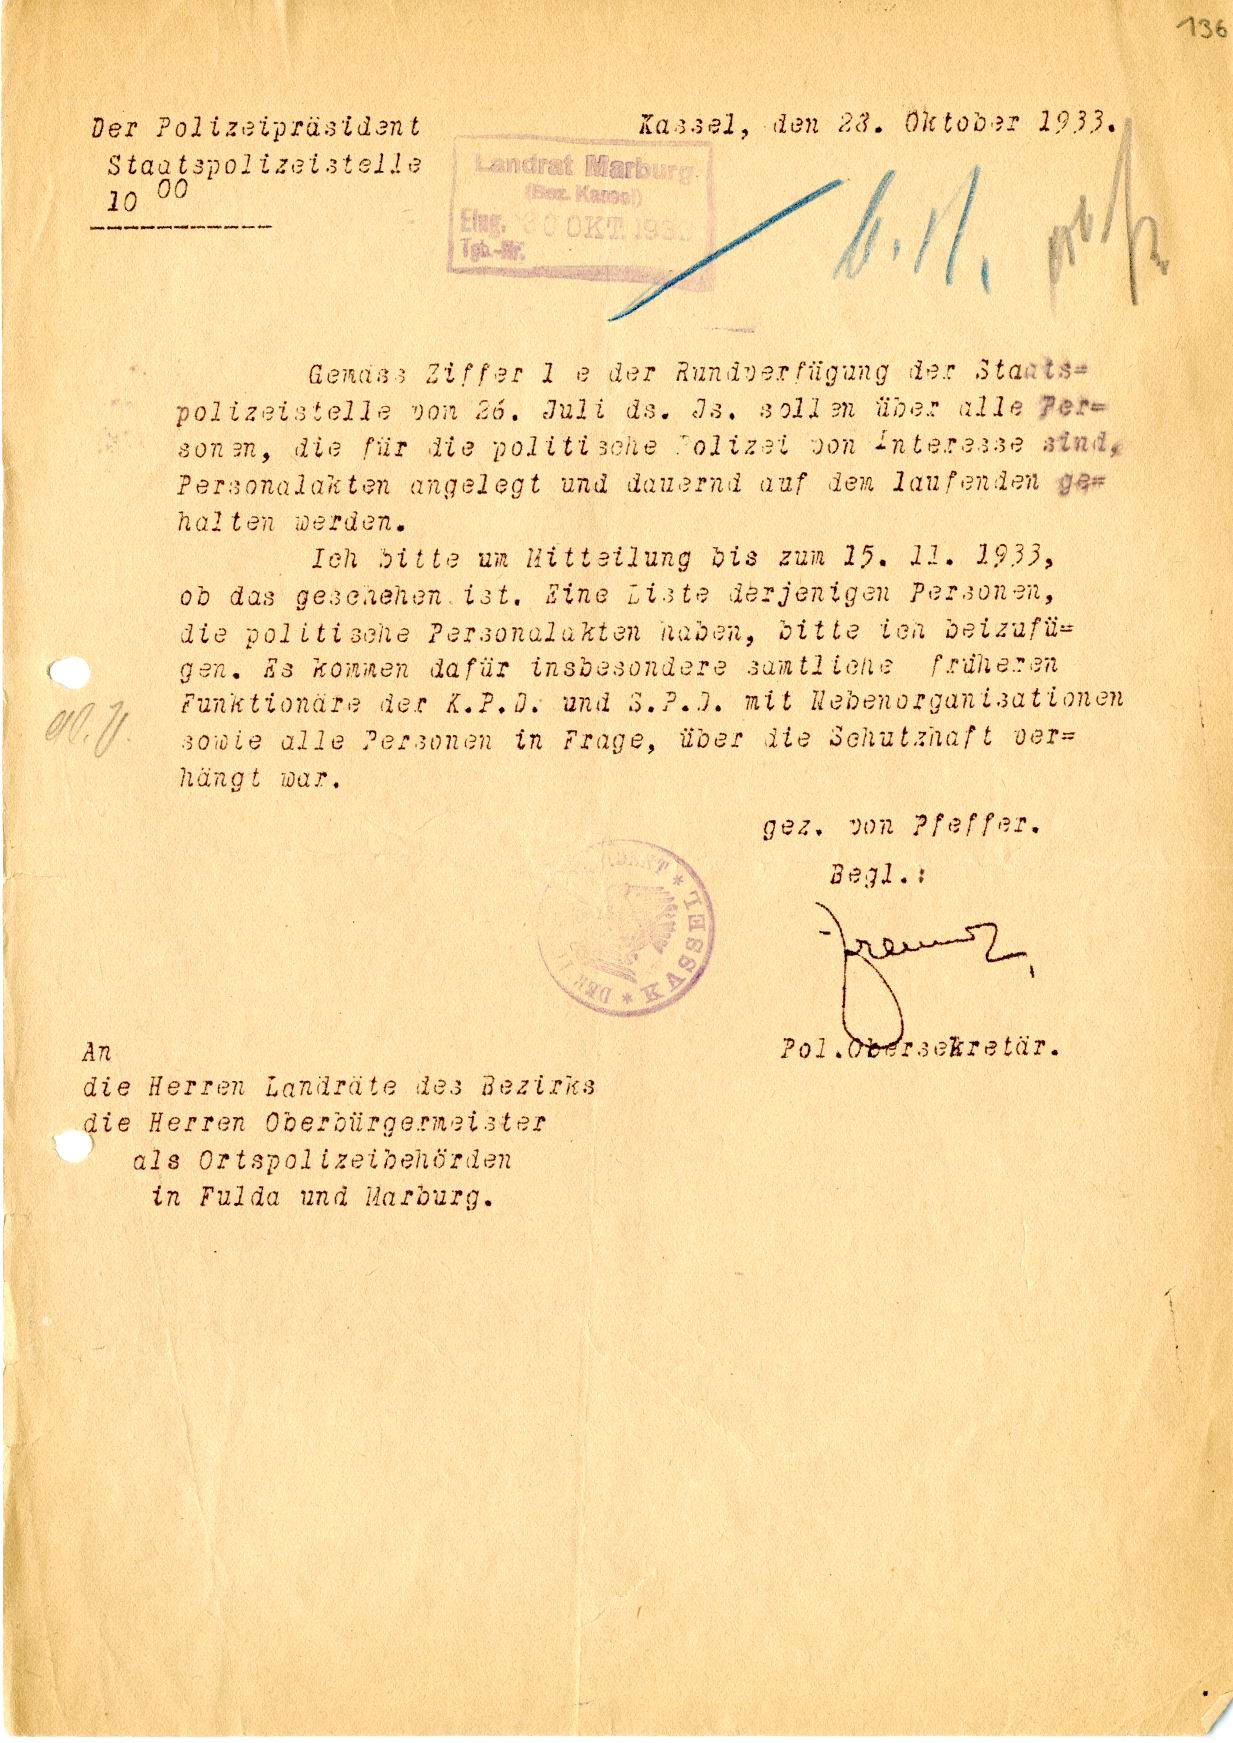 136
Der Polizeipräsident
Staatspolizeistelle
10 00
Kassel, den 28. Oktober 1933.
Landrat Marburg
(Bez. Kassel)
Eing. 30 OKT. 1933
Tgb.-Nr.
Gemäss Ziffer 1 e der Rundverfügung der Staats=
polizeistelle von 26. Juli ds. Js. sollen über alle Per=
sonen, die für die politische Polizei von Interesse sind,
Personalakten angelegt und dauernd auf dem laufenden ge=
halten werden.
Ich bitte um Mitteilung bis zum 15. 11. 1933,
ob das geschehen ist. Eine Liste derjenigen Personen,
die politische Personalakten haben, bitte ich beizufü=
gen. Es kommen dafür insbesondere sämtliche früheren
Funktionäre der K.P.D. und S.P.D. mit Nebenorganisationen
sowie alle Personen in Frage, über die Schutzhaft ver=
hängt war.
gez. von Pfeffer.
Begl.:
Pol.Obersekretär.
DER * KASSEL *
An
die Herren Landräte des Bezirks
die Herren Oberbürgermeister
als Ortspolizeibehörden
in Fulda und Marburg.